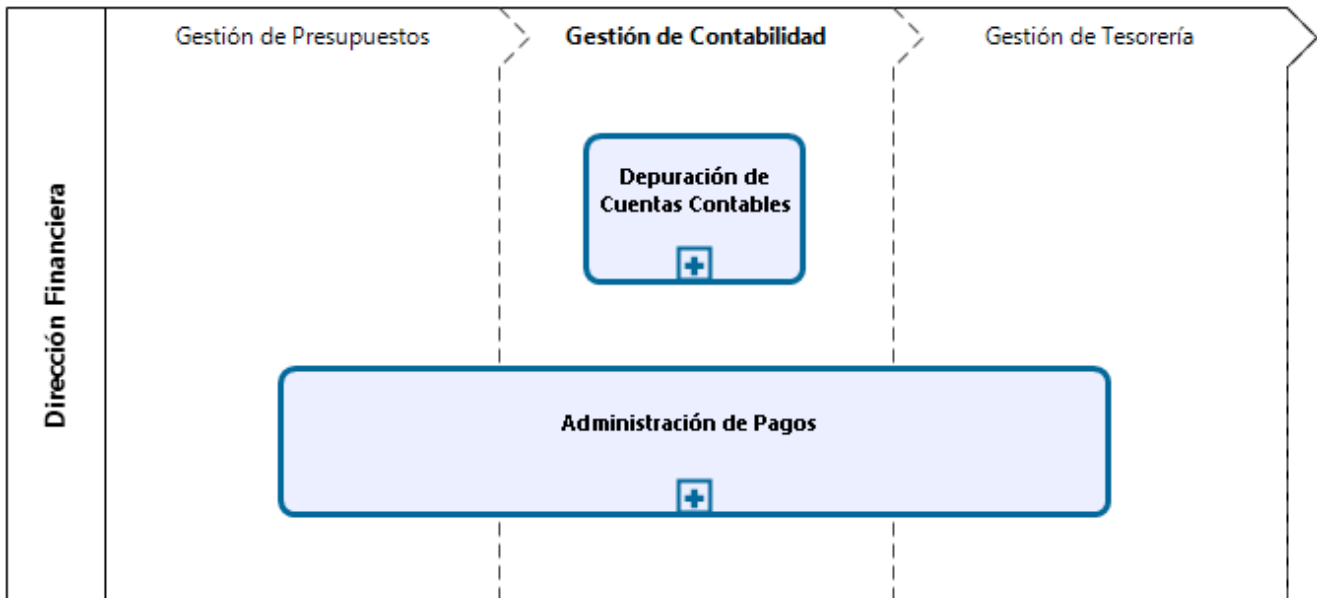 Gestión de Presupuestos
Gestión de Contabilidad
Gestión de Tesorería
Dirección Financiera
Depuración de
Cuentas Contables
Administración de Pagos